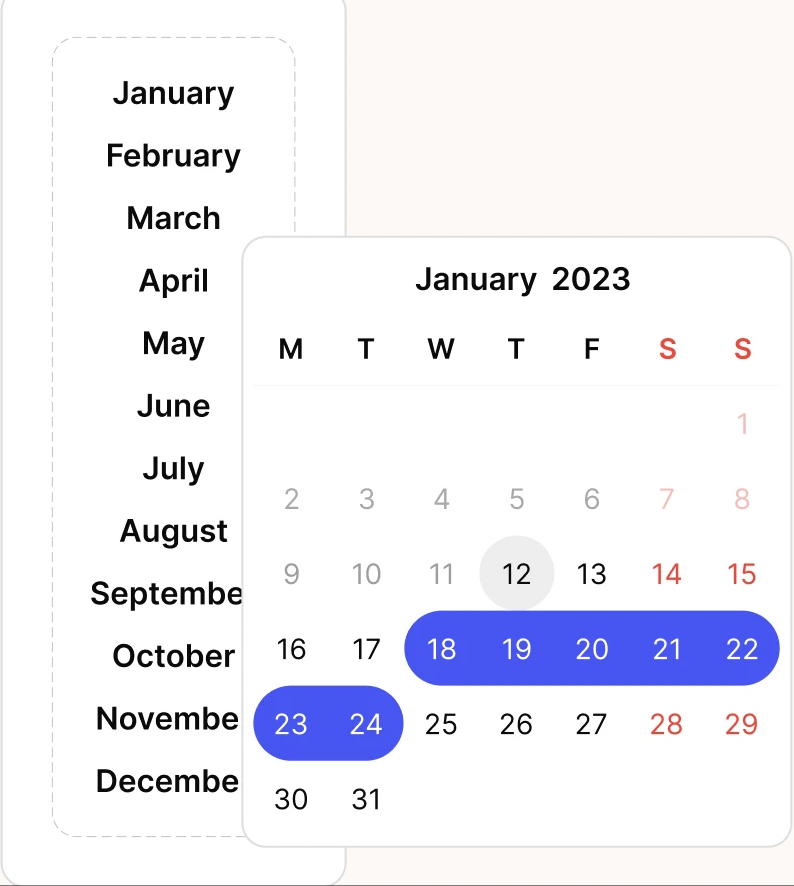 January
February
March
April
May
June
July
August
Septembe
October
Novembe
Decembe
January 2023
M T W T F S S
1
2 3 4 5 6 7 8
9 10 11 12 13 14 15
16 17 18 19 20 21 22
23 24 25 26 27 28 29
30 31